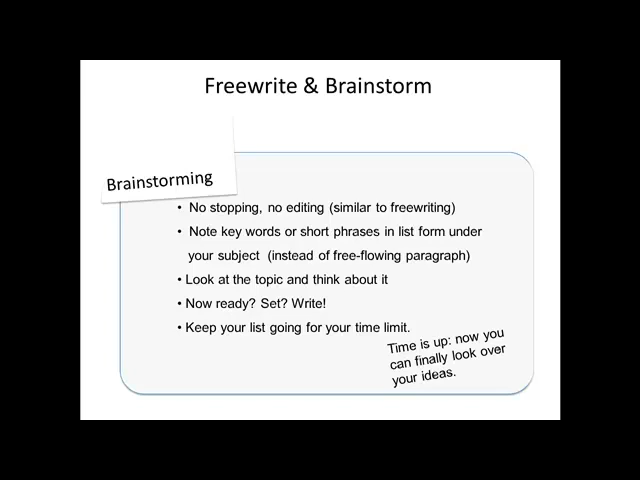 Freewrite & Brainstorm
Brainstorming
• No stopping, no editing (similar to freewriting)
• Note key words or short phrases in list form under
your subject (instead of free-flowing paragraph)
• Look at the topic and think about it
• Now ready? Set? Write!
• Keep your list going for your time limit.
Time is up: now you
can finally look over
your ideas.